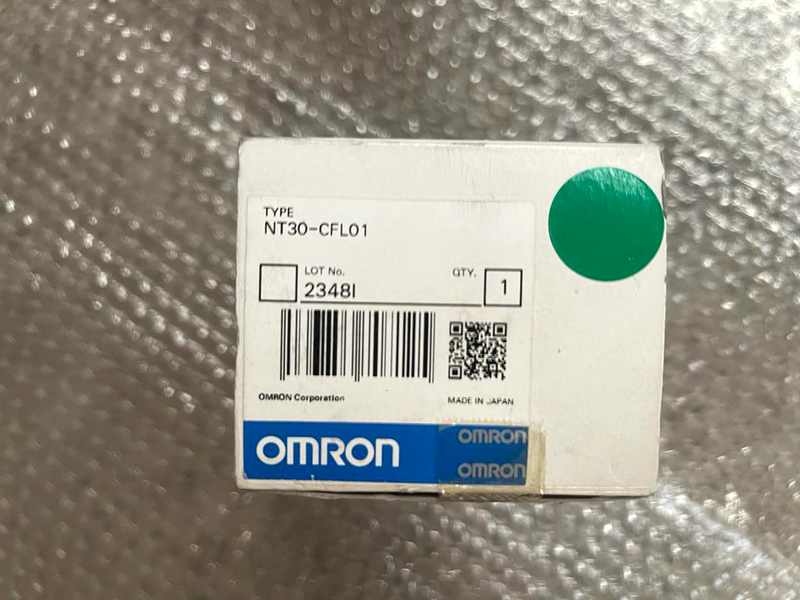 TYPE
NT30-CFL01
LOT No.
2348I
QTY.
1
OMRON Corporation
MADE IN JAPAN
OMRON
OMRON
OMRON